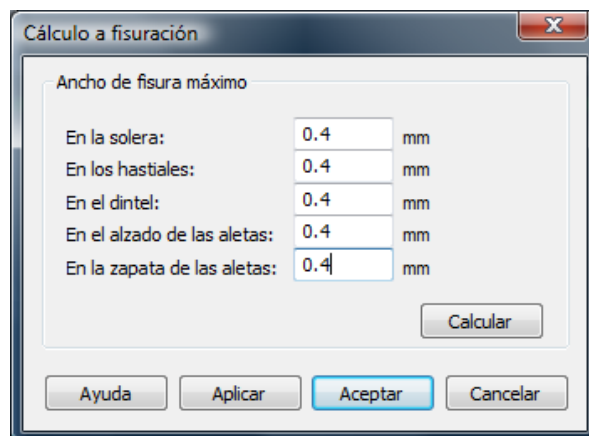 Cálculo a fisuración
Ancho de fisura máximo
En la solera: 0.4 mm
En los hastiales: 0.4 mm
En el dintel: 0.4 mm
En el alzado de las aletas: 0.4 mm
En la zapata de las aletas: 0.4 mm
Calcular
Ayuda Aplicar Aceptar Cancelar